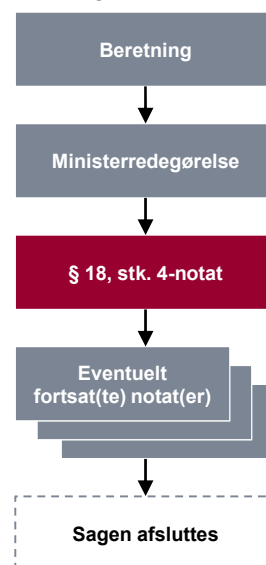 Beretning
Ministerredegørelse
§ 18, stk. 4-notat
Eventuelt
fortsat(te) notat(er)
Sagen afsluttes